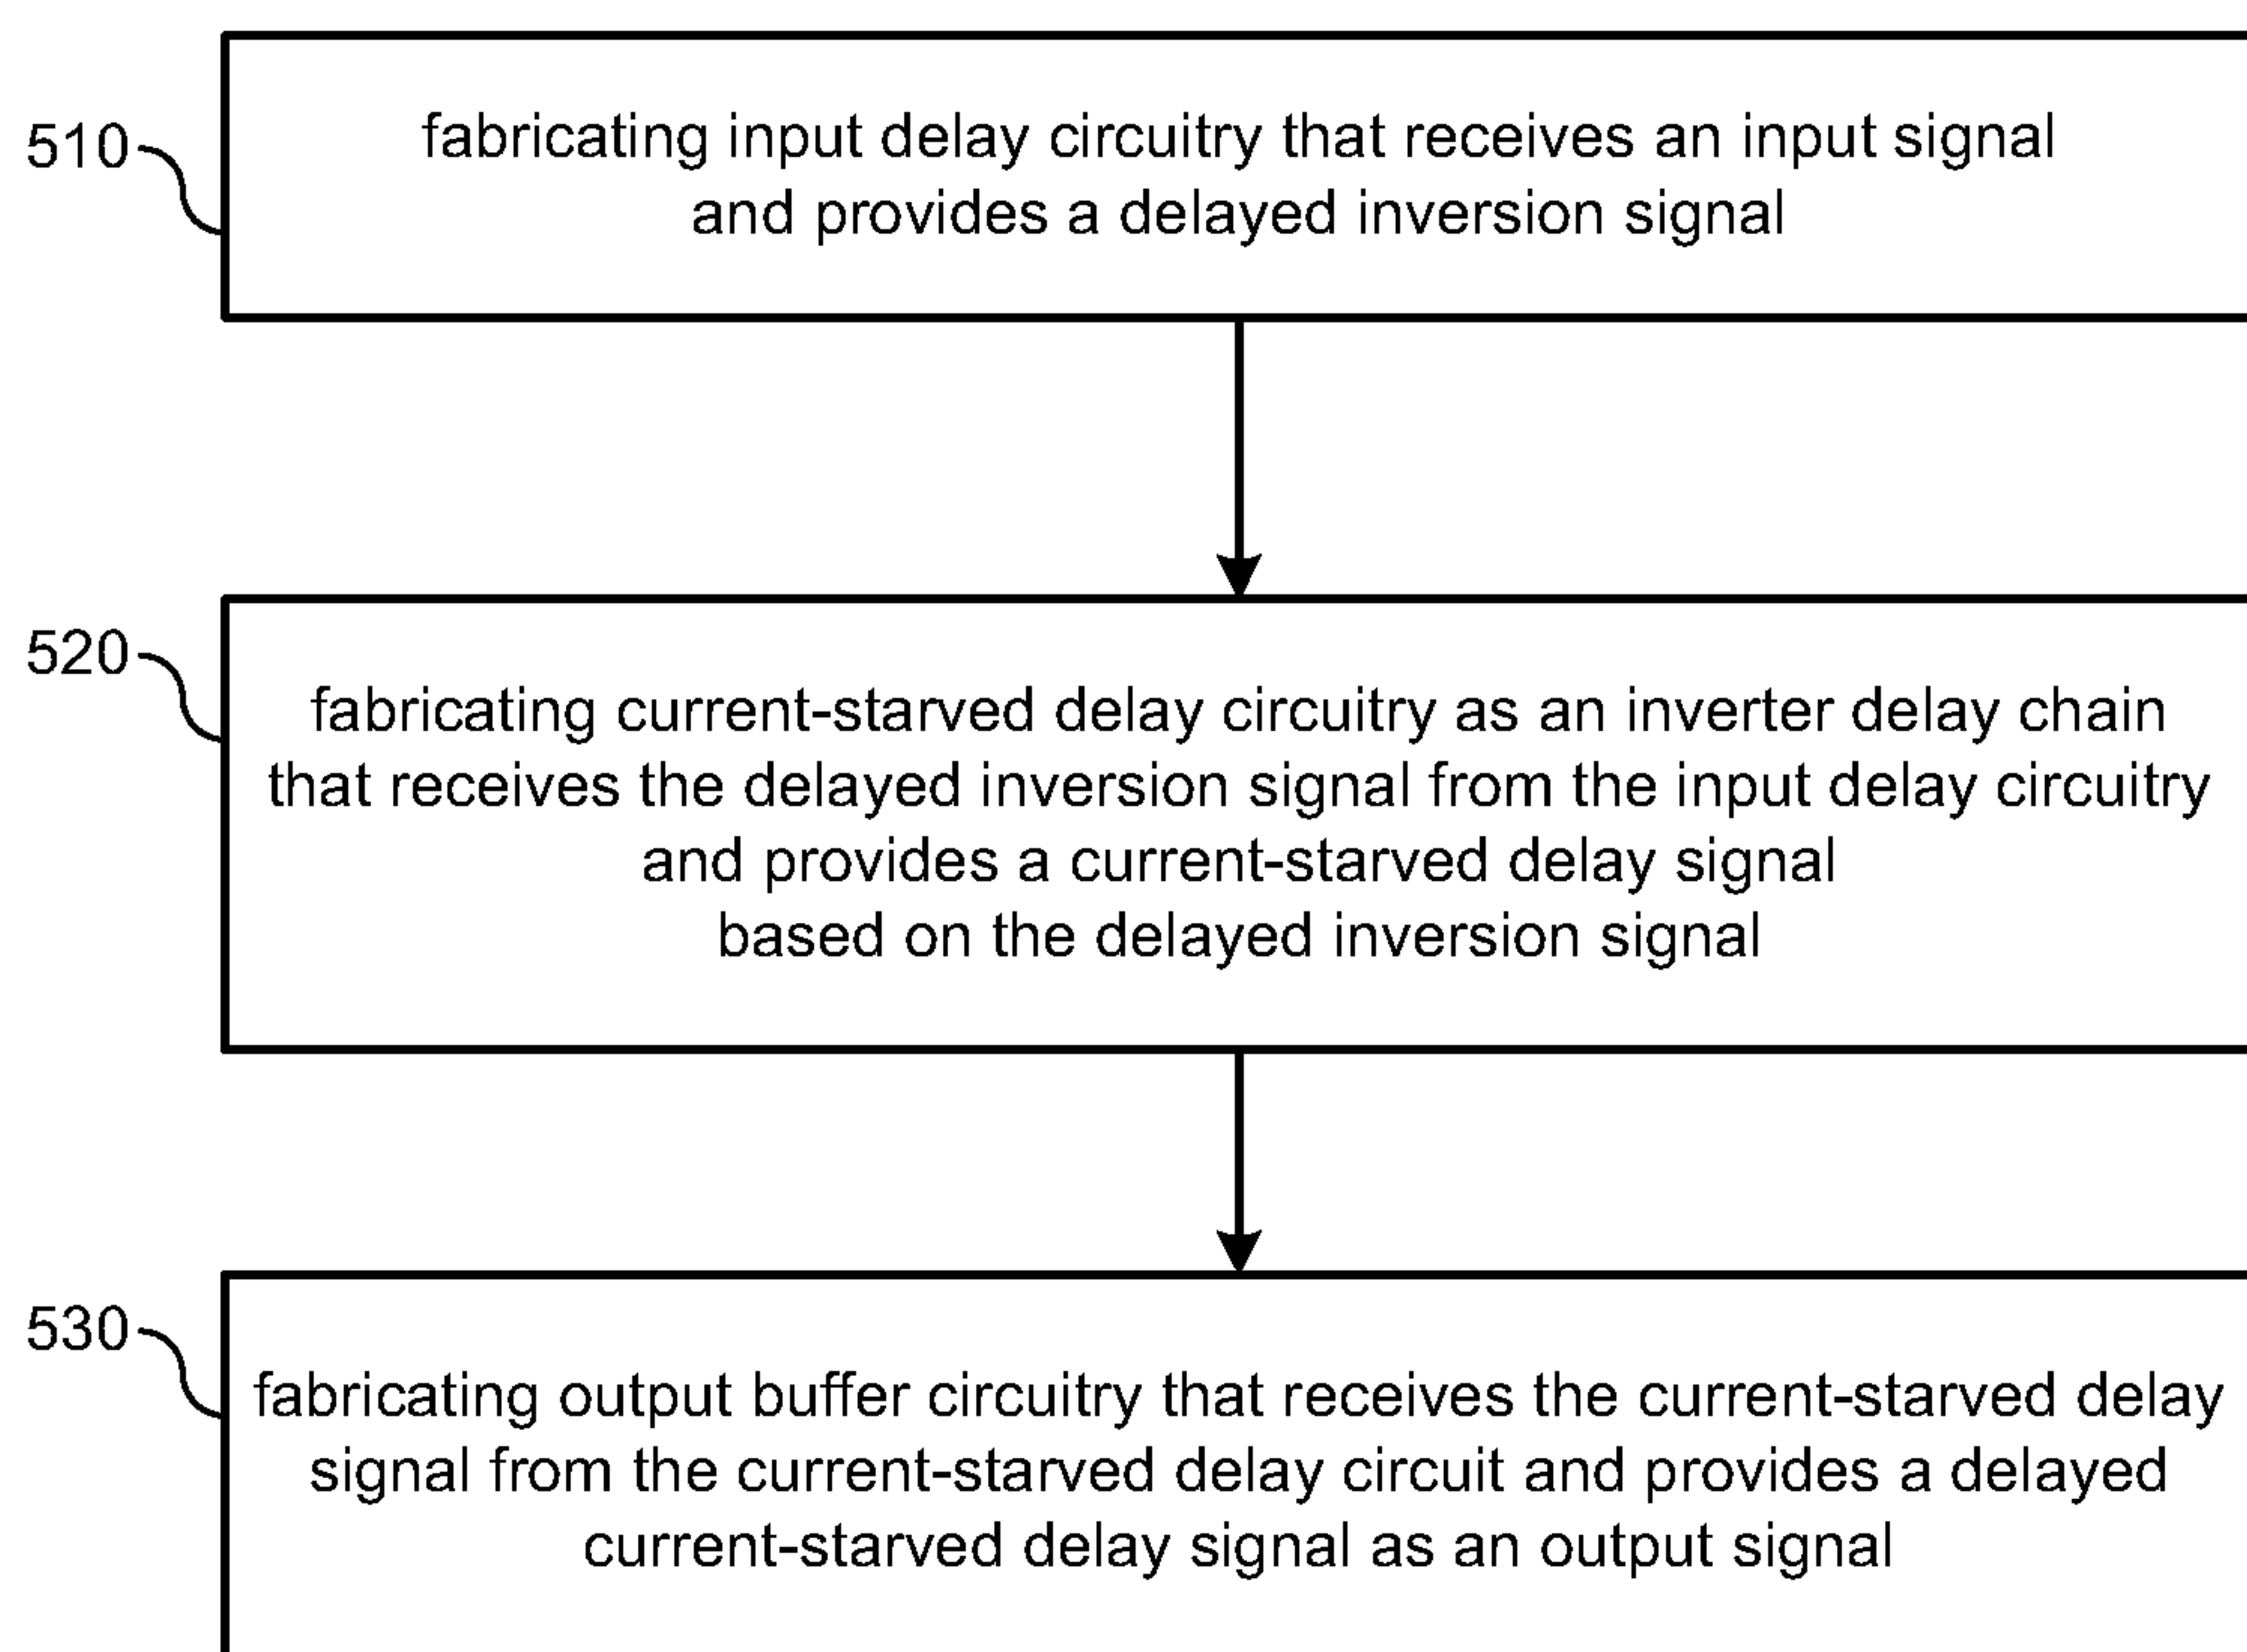 510
fabricating input delay circuitry that receives an input signal
and provides a delayed inversion signal
520
fabricating current-starved delay circuitry as an inverter delay chain
that receives the delayed inversion signal from the input delay circuitry
and provides a current-starved delay signal
based on the delayed inversion signal
530
fabricating output buffer circuitry that receives the current-starved delay
signal from the current-starved delay circuit and provides a delayed
current-starved delay signal as an output signal